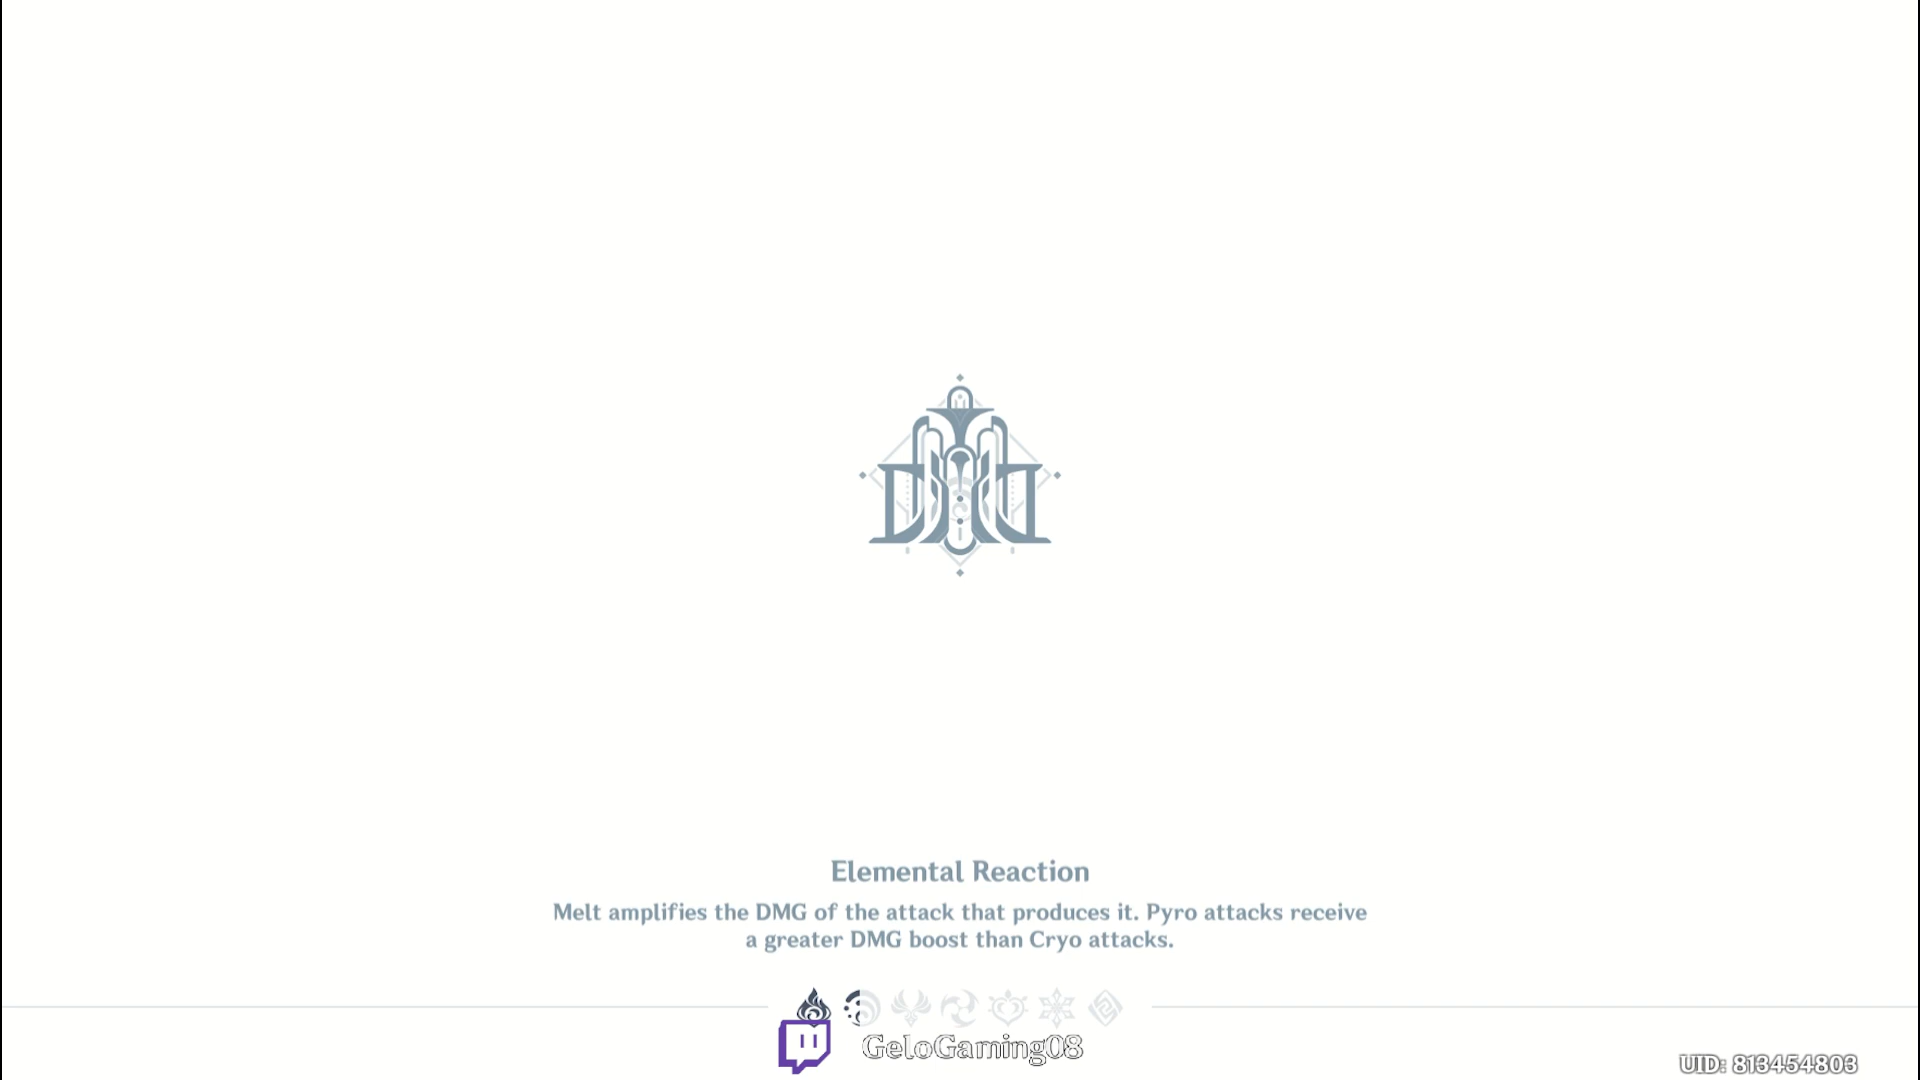 Elemental Reaction
Melt amplifies the DMG of the attack that produces it. Pyro attacks receive
a greater DMG boost than Cryo attacks.
GeloGaming08
UID: 813454803